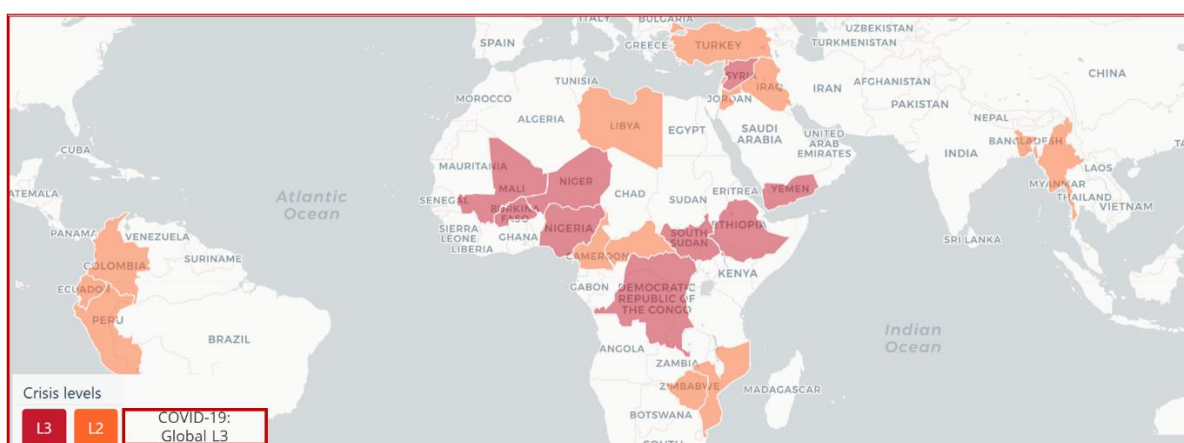 ITALY
BULGARIA
UZBEKISTAN
SPAIN
GREECE
TURKEY
TURKMENISTAN
CHINA
TUNISIA
SYRIA
MOROCCO
JORDAN
IRAQ
IRAN
AFGHANISTAN
PAKISTAN
ALGERIA
LIBYA
EGYPT
SAUDI
ARABIA
UNITED
ARAB
EMIRATES
NEPAL
BANGLADESH
INDIA
CUBA
MAURITANIA
MALI
NIGER
CHAD
SUDAN
ERITREA
YEMEN
MYANMAR
LAOS
THAILAND
VIETNAM
ATEMALA
Atlantic
Ocean
SENEGAL
BURKINA
FASO
NIGERIA
SIERRA
LEONE
LIBERIA
GHANA
CAMEROON
SOUTH
SUDAN
ETHIOPIA
SRI LANKA
PANAMA
VENEZUELA
SURINAME
COLOMBIA
ECUADOR
PERU
BRAZIL
GABON
DEMOCRATIC
REPUBLIC OF
THE CONGO
KENYA
Indian
Ocean
ANGOLA
ZAMBIA
ZIMBABWE
MADAGASCAR
BOTSWANA
SOUTH
Crisis levels
L3
L2
COVID-19:
Global L3